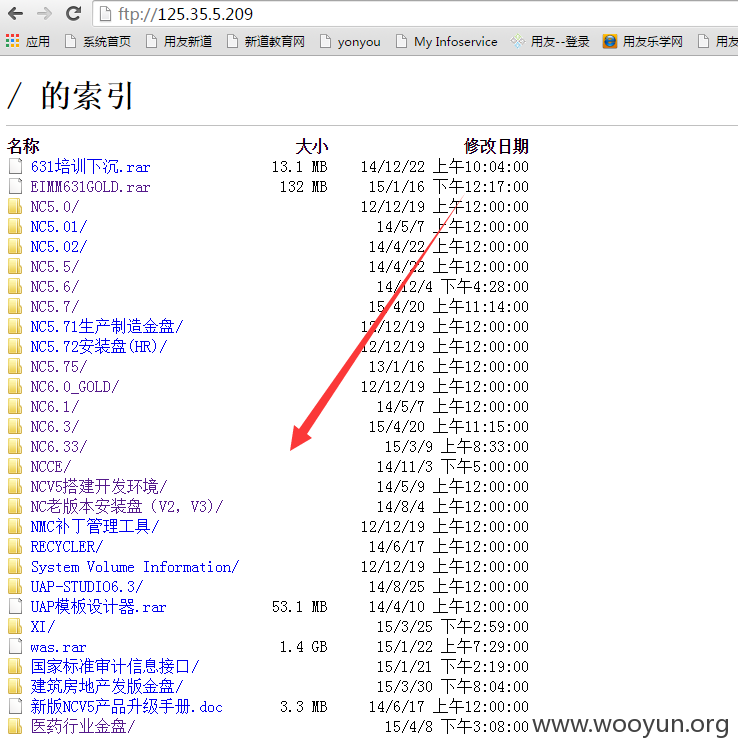 ftp://125.35.5.209
应用 系统首页 用友新道 新道教育网 yonyou My Infoservice 用友--登录 用友乐学网 用友
/ 的索引
名称 大小 修改日期
631培训下沉.rar 13.1 MB 14/12/22 上午10:04:00
EIMM631GOLD.rar 132 MB 15/1/16 下午12:17:00
NC5.0/ 12/12/19 上午12:00:00
NC5.01/ 14/5/7 上午12:00:00
NC5.02/ 14/4/22 上午12:00:00
NC5.5/ 14/4/22 上午12:00:00
NC5.6/ 14/12/4 下午4:28:00
NC5.7/ 15/4/20 上午11:14:00
NC5.71生产制造金盘/ 12/12/19 上午12:00:00
NC5.72安装盘(HR)/ 12/12/19 上午12:00:00
NC5.75/ 13/1/16 上午12:00:00
NC6.0_GOLD/ 12/12/19 上午12:00:00
NC6.1/ 14/5/7 上午12:00:00
NC6.3/ 15/4/20 上午11:15:00
NC6.33/ 15/3/9 上午8:33:00
NCCE/ 14/11/3 下午5:00:00
NCV5搭建开发环境/ 14/5/9 上午12:00:00
NC老版本安装盘（V2，V3)/ 14/8/4 上午12:00:00
NMC补丁管理工具/ 12/12/19 上午12:00:00
RECYCLER/ 14/6/17 上午12:00:00
System Volume Information/ 12/12/19 上午12:00:00
UAP-STUDIO6.3/ 14/8/25 上午12:00:00
UAP模板设计器.rar 53.1 MB 14/4/10 上午12:00:00
XI/ 15/3/25 下午2:59:00
was.rar 1.4 GB 15/1/22 上午7:29:00
国家标准审计信息接口/ 15/1/21 下午2:19:00
建筑房地产发版金盘/ 15/3/30 下午8:04:00
新版NCV5产品升级手册.doc 3.3 MB 14/6/17 上午12:00:00
医药行业金盘/ 15/4/8 下午3:08:00
www.wooyun.org